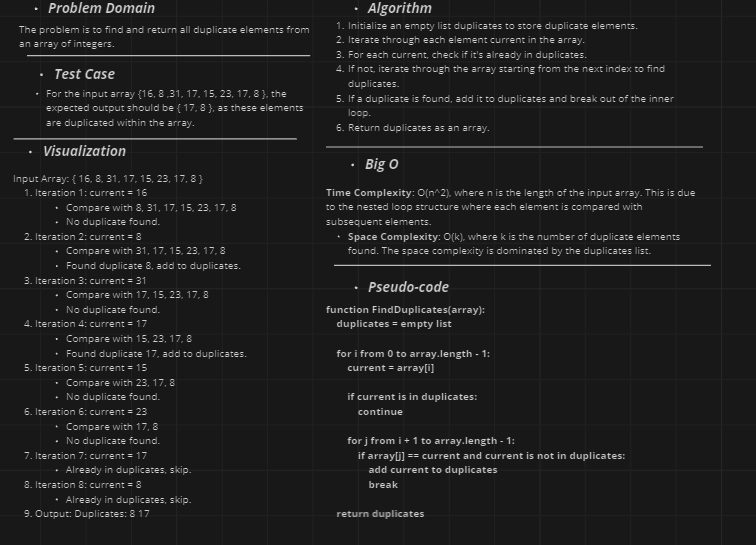 • Problem Domain
The problem is to find and return all duplicate elements from
an array of integers.
• Test Case
• For the input array {16, 8 ,31, 17, 15, 23, 17, 8 }, the
expected output should be { 17, 8 }, as these elements
are duplicated within the array.
• Visualization
Input Array: { 16, 8, 31, 17, 15, 23, 17, 8 }
1. Iteration 1: current = 16
• Compare with 8, 31, 17, 15, 23, 17, 8
• No duplicate found.
2. Iteration 2: current = 8
• Compare with 31, 17, 15, 23, 17, 8
• Found duplicate 8, add to duplicates.
3. Iteration 3: current = 31
• Compare with 17, 15, 23, 17, 8
• No duplicate found.
4. Iteration 4: current = 17
• Compare with 15, 23, 17, 8
• Found duplicate 17, add to duplicates.
5. Iteration 5: current = 15
• Compare with 23, 17, 8
• No duplicate found.
6. Iteration 6: current = 23
• Compare with 17, 8
• No duplicate found.
7. Iteration 7: current = 17
• Already in duplicates, skip.
8. Iteration 8: current = 8
• Already in duplicates, skip.
9. Output: Duplicates: 8 17
• Algorithm
1. Initialize an empty list duplicates to store duplicate elements.
2. Iterate through each element current in the array.
3. For each current, check if it's already in duplicates.
4. If not, iterate through the array starting from the next index to find
duplicates.
5. If a duplicate is found, add it to duplicates and break out of the inner
loop.
6. Return duplicates as an array.
• Big O
Time Complexity: O(n^2), where n is the length of the input array. This is due
to the nested loop structure where each element is compared with
subsequent elements.
• Space Complexity: O(k), where k is the number of duplicate elements
found. The space complexity is dominated by the duplicates list.
• Pseudo-code
function FindDuplicates(array):
duplicates = empty list
for i from 0 to array.length - 1:
current = array[i]
if current is in duplicates:
continue
for j from i + 1 to array.length - 1:
if array[j] == current and current is not in duplicates:
add current to duplicates
break
return duplicates